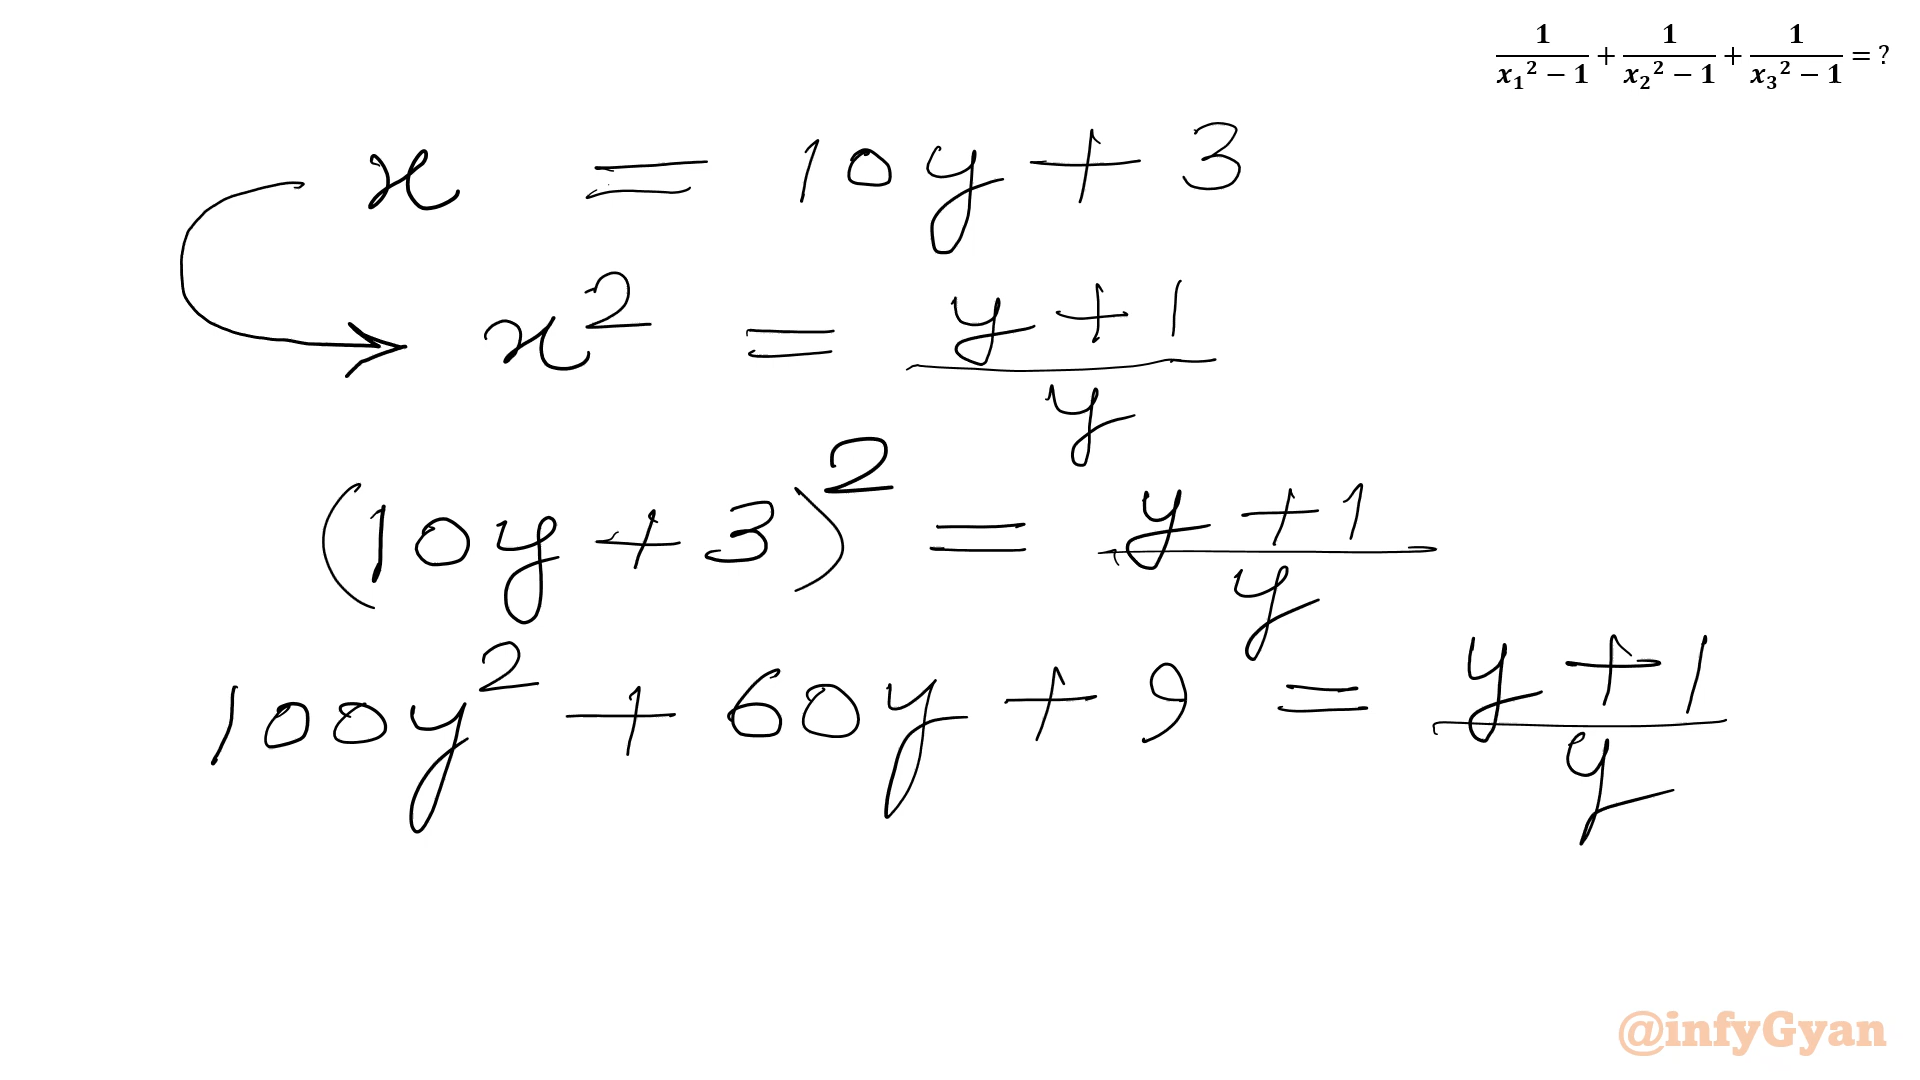 1/(x₁² − 1) + 1/(x₂² − 1) + 1/(x₃² − 1) = ?
x = 10y + 3
x² = (y + 1)/y
(10y + 3)² = (y + 1)/y
100y² + 60y + 9 = (y + 1)/y
@infyGyan